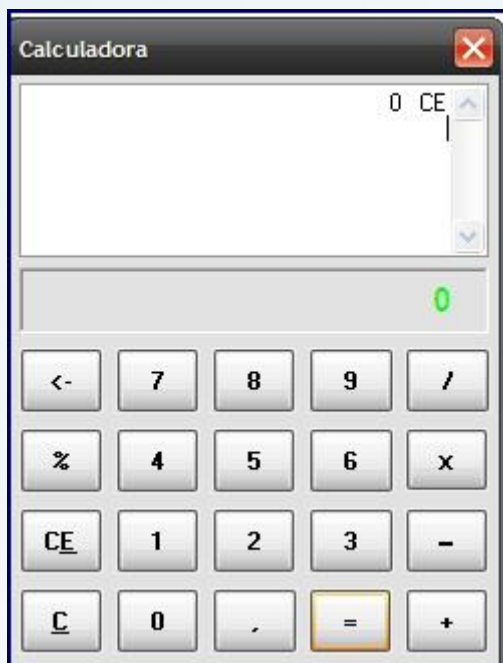 Calculadora
0 CE
0
<- 7 8 9 /
% 4 5 6 x
CE 1 2 3 -
C 0 , = +